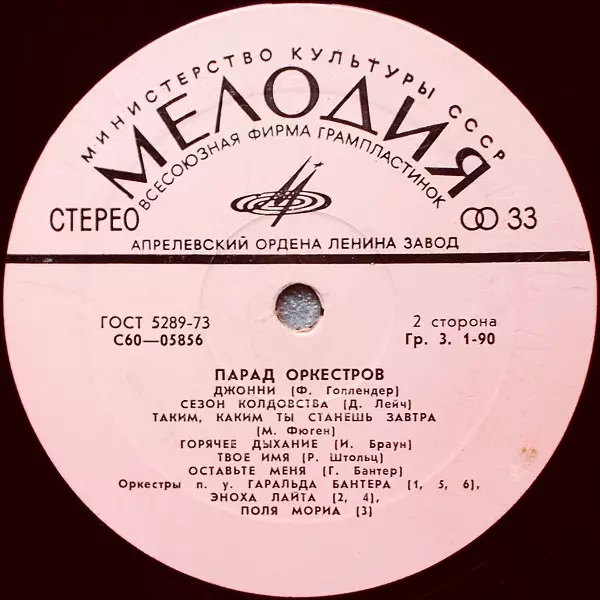 МИНИСТЕРСТВО КУЛЬТУРЫ СССР
МЕЛОДИЯ
ВСЕСОЮЗНАЯ ФИРМА ГРАМПЛАСТИНОК
СТЕРЕО
33
АПРЕЛЕВСКИЙ ОРДЕНА ЛЕНИНА ЗАВОД
ГОСТ 5289-73
2 сторона
С60—05856
Гр. 3. 1-90
ПАРАД ОРКЕСТРОВ
ДЖОННИ (Ф. Голлендер)
СЕЗОН КОЛДОВСТВА (Д. Лейч)
ТАКИМ, КАКИМ ТЫ СТАНЕШЬ ЗАВТРА
(М. Фюген)
ГОРЯЧЕЕ ДЫХАНИЕ (И. Браун)
ТВОЕ ИМЯ (Р. Штольц)
ОСТАВЬТЕ МЕНЯ (Г. Бантер)
Оркестры п. у. ГАРАЛЬДА БАНТЕРА (1, 5, 6),
ЭНОХА ЛАЙТА (2, 4),
ПОЛЯ МОРИА (3)